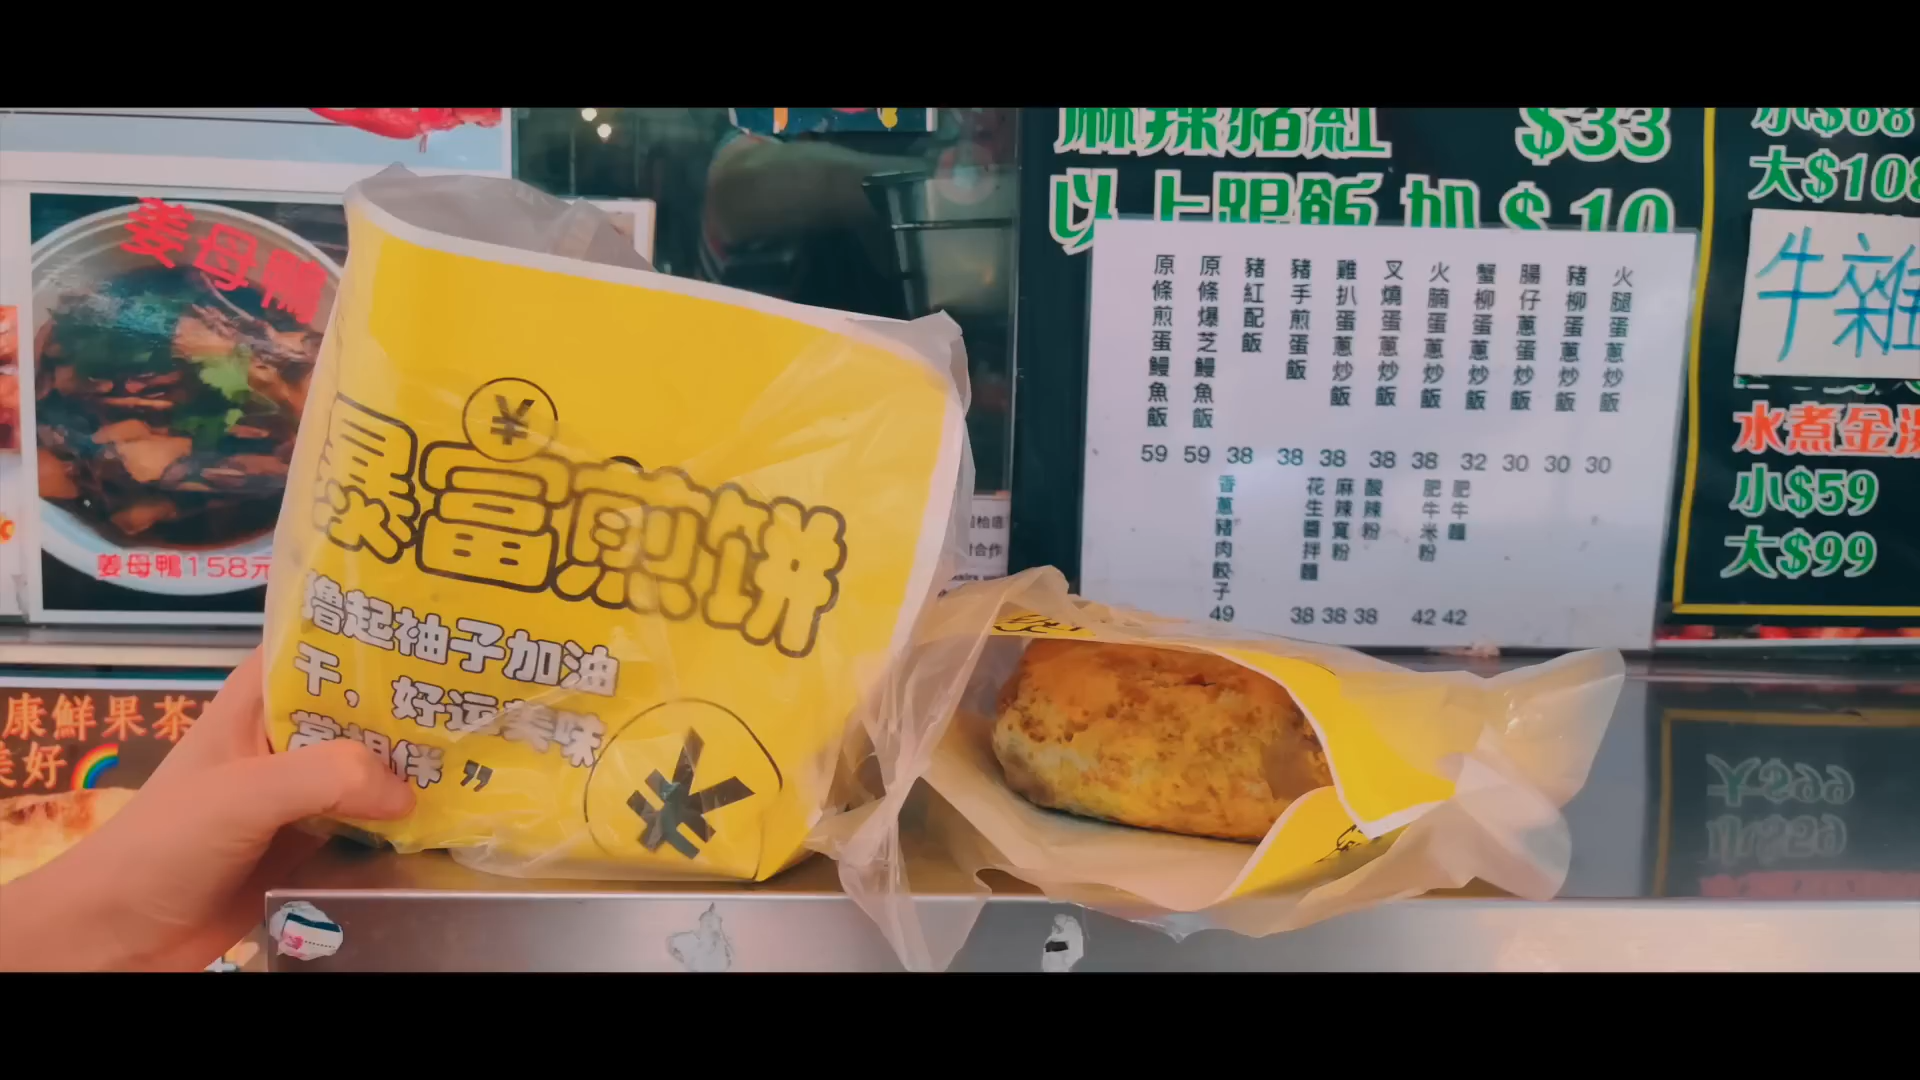 姜母鴨
姜母鴨158元
康鮮果茶
美好
¥
暴富煎饼
撸起袖子加油
干，好运美味
常相伴”
¥
麻辣豬紅 $33
以上跟飯 加 $10
原條煎蛋鰻魚飯 59
原條爆芝鰻魚飯 59
豬紅配飯 38
豬手煎蛋飯 38
雞扒蛋蔥炒飯 38
叉燒蛋蔥炒飯 38
火腩蛋蔥炒飯 38
蟹柳蛋蔥炒飯 32
腸仔蔥蛋炒飯 30
豬柳蛋蔥炒飯 30
火腿蛋蔥炒飯 30
香蔥豬肉餃子 49
花生醬拌麵 38
麻辣寬粉 38
酸辣粉 38
肥牛米粉 42
肥牛麵 42
小$68
大$108
牛雜
水煮金湯
小$59
大$99